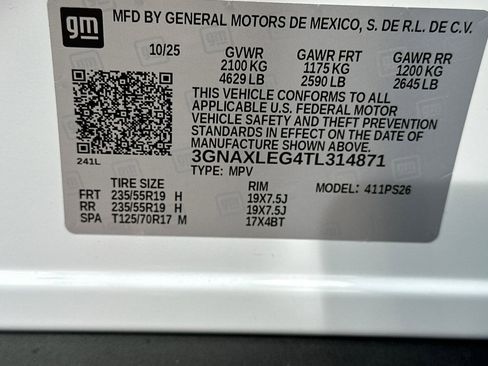 gm
MFD BY GENERAL MOTORS DE MEXICO, S. DE R.L. DE C.V.
10/25 GVWR GAWR FRT GAWR RR
2100 KG 1175 KG 1200 KG
4629 LB 2590 LB 2645 LB
THIS VEHICLE CONFORMS TO ALL
APPLICABLE U.S. FEDERAL MOTOR
VEHICLE SAFETY AND THEFT PREVENTION
STANDARDS IN EFFECT ON THE DATE OF
MANUFACTURE SHOWN ABOVE.
241L 3GNAXLEG4TL314871
TYPE: MPV
TIRE SIZE RIM MODEL: 411PS26
FRT 235/55R19 H 19X7.5J
RR 235/55R19 H 19X7.5J
SPA T125/70R17 M 17X4BT